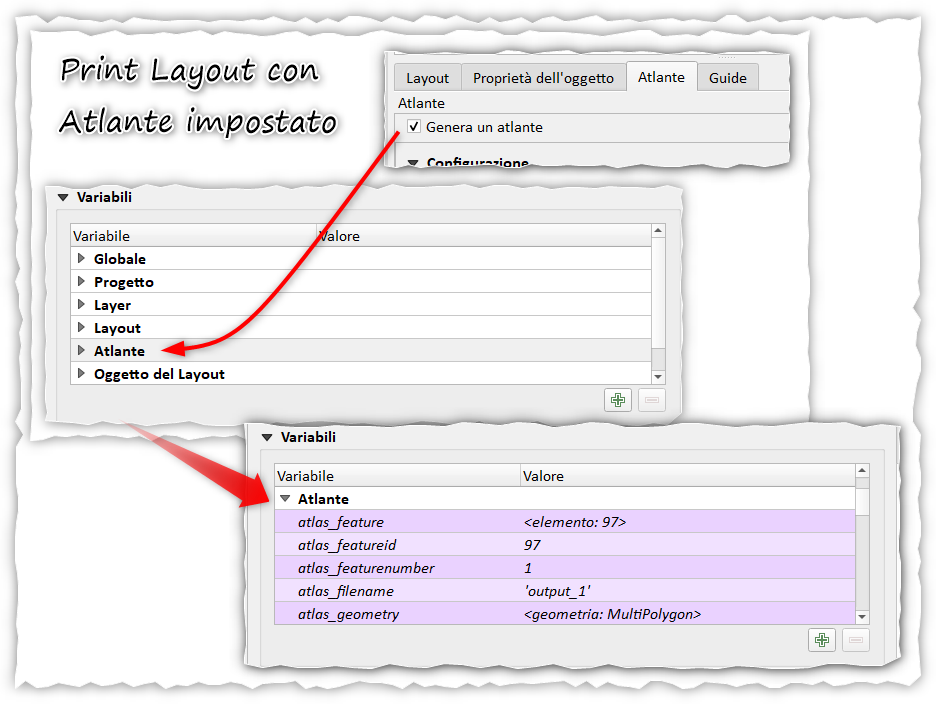 Print Layout con
Atlante impostato
Layout Proprietà dell'oggetto Atlante Guide
Atlante
Genera un atlante
Configurazione
Variabili
Variabile Valore
Globale
Progetto
Layer
Layout
Atlante
Oggetto del Layout
Variabili
Variabile Valore
Atlante
atlas_feature <elemento: 97>
atlas_featureid 97
atlas_featurenumber 1
atlas_filename 'output_1'
atlas_geometry <geometria: MultiPolygon>